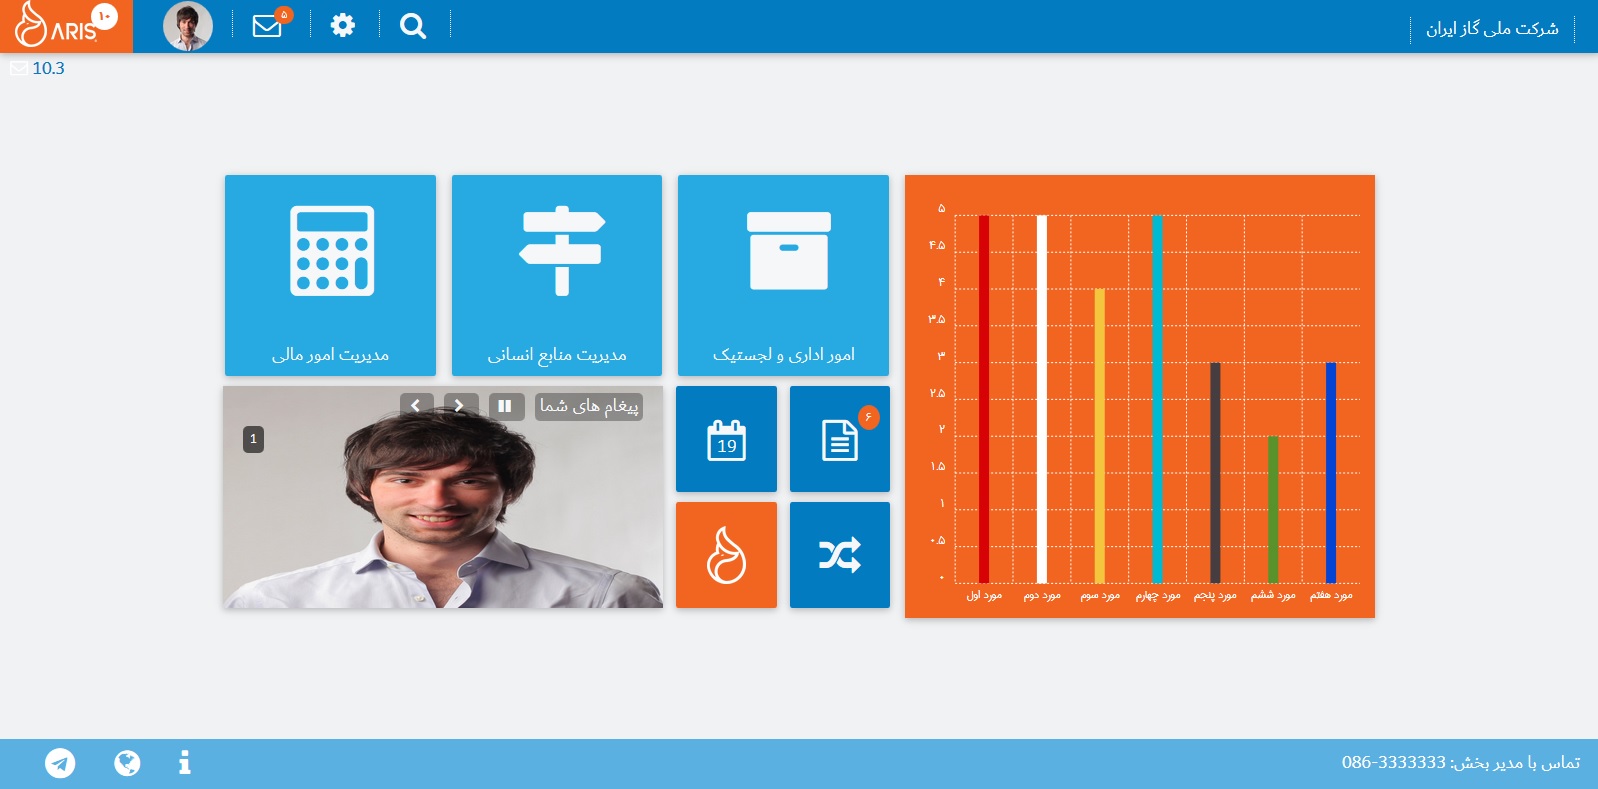 شرکت ملی گاز ایران
۵
ARIS
۱۰
10.3
امور اداری و لجستیک
مدیریت منابع انسانی
مدیریت امور مالی
۵
۴.۵
۴
۳.۵
۳
۲.۵
۲
۱.۵
۱
۰.۵
۰
مورد اول
مورد دوم
مورد سوم
مورد چهارم
مورد پنجم
مورد ششم
مورد هفتم
۶
19
پیغام های شما
1
تماس با مدیر بخش: 3333333-086